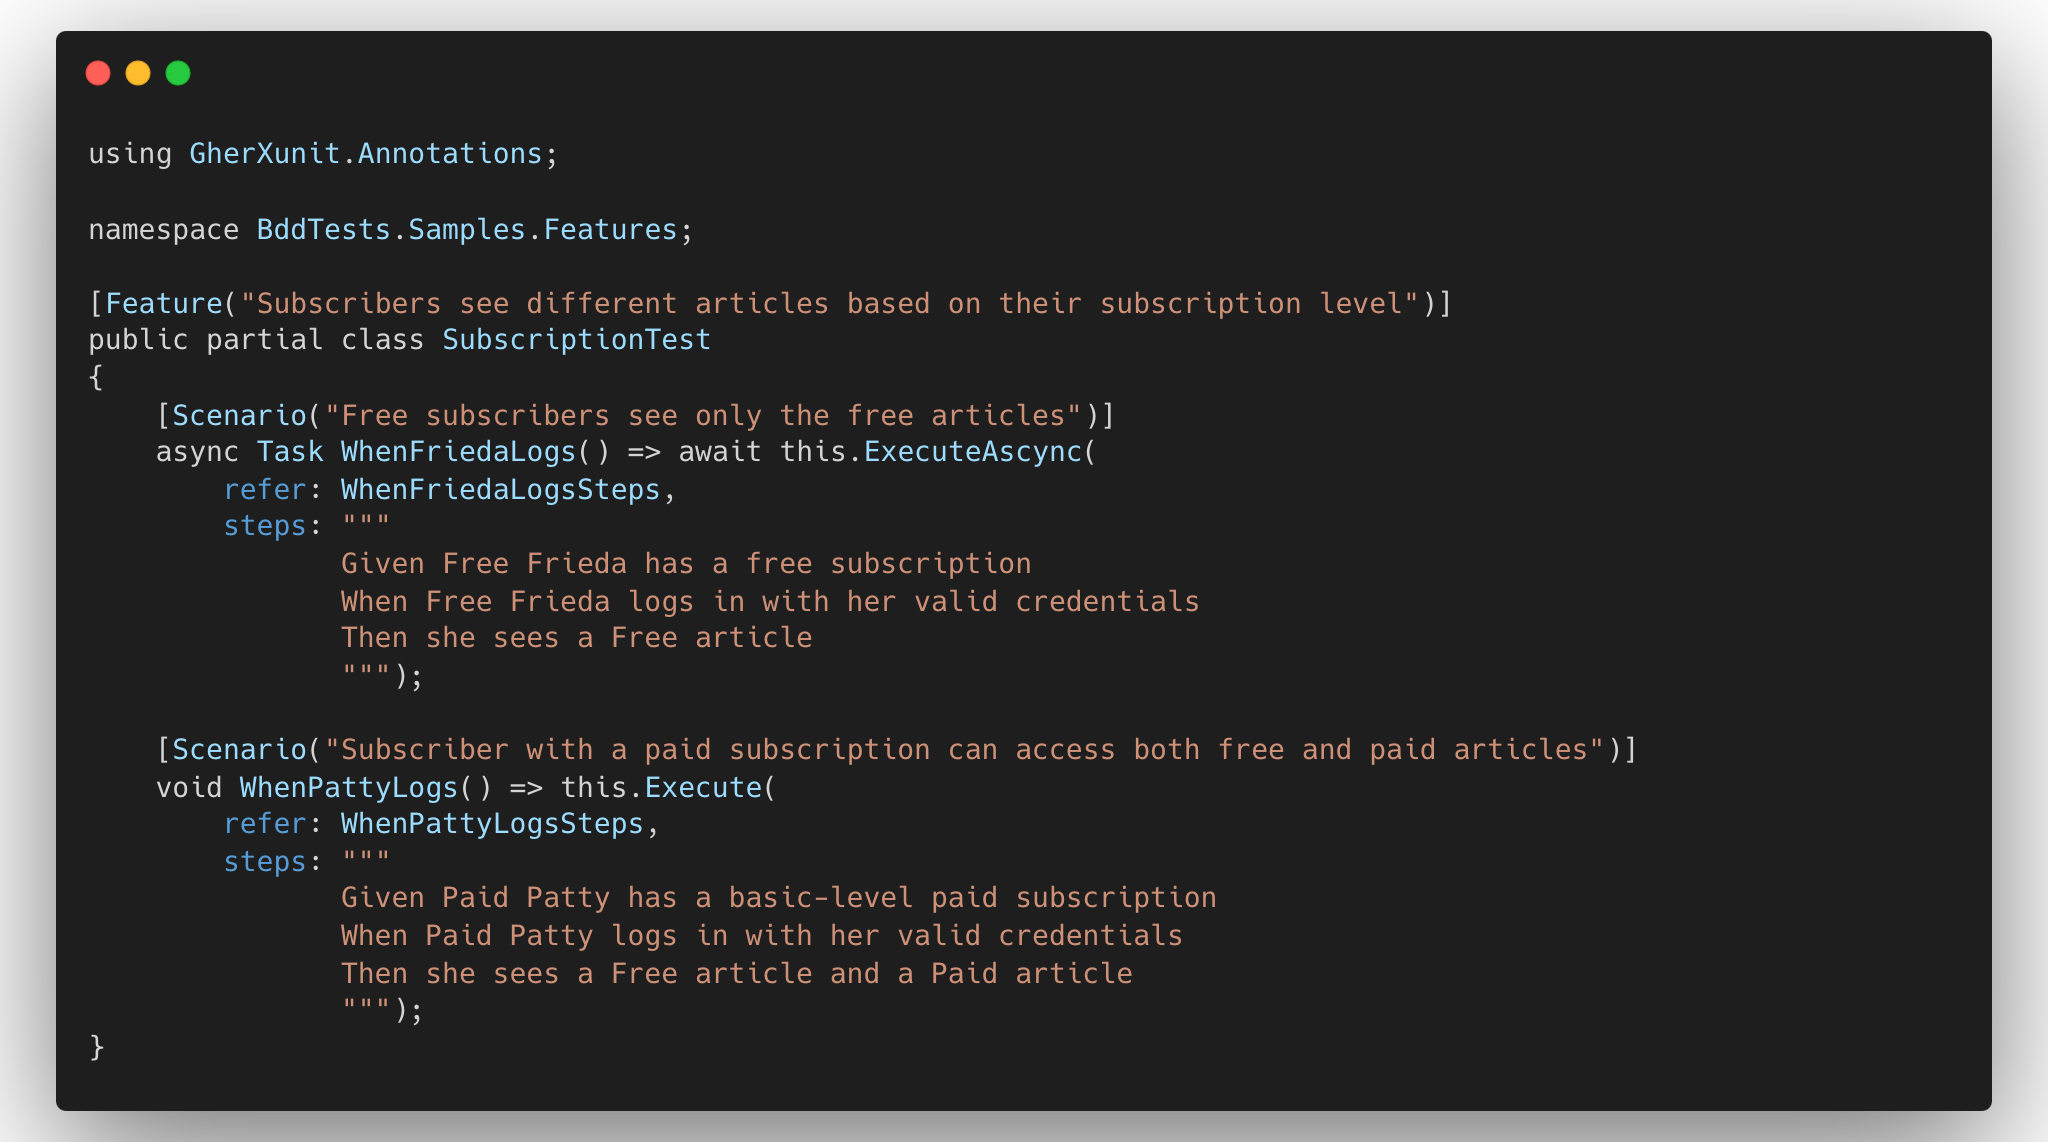 using GherXunit.Annotations;

namespace BddTests.Samples.Features;

[Feature("Subscribers see different articles based on their subscription level")]
public partial class SubscriptionTest
{
    [Scenario("Free subscribers see only the free articles")]
    async Task WhenFriedaLogs() => await this.ExecuteAscync(
        refer: WhenFriedaLogsSteps,
        steps: """
               Given Free Frieda has a free subscription
               When Free Frieda logs in with her valid credentials
               Then she sees a Free article
               """);

    [Scenario("Subscriber with a paid subscription can access both free and paid articles")]
    void WhenPattyLogs() => this.Execute(
        refer: WhenPattyLogsSteps,
        steps: """
               Given Paid Patty has a basic-level paid subscription
               When Paid Patty logs in with her valid credentials
               Then she sees a Free article and a Paid article
               """);
}